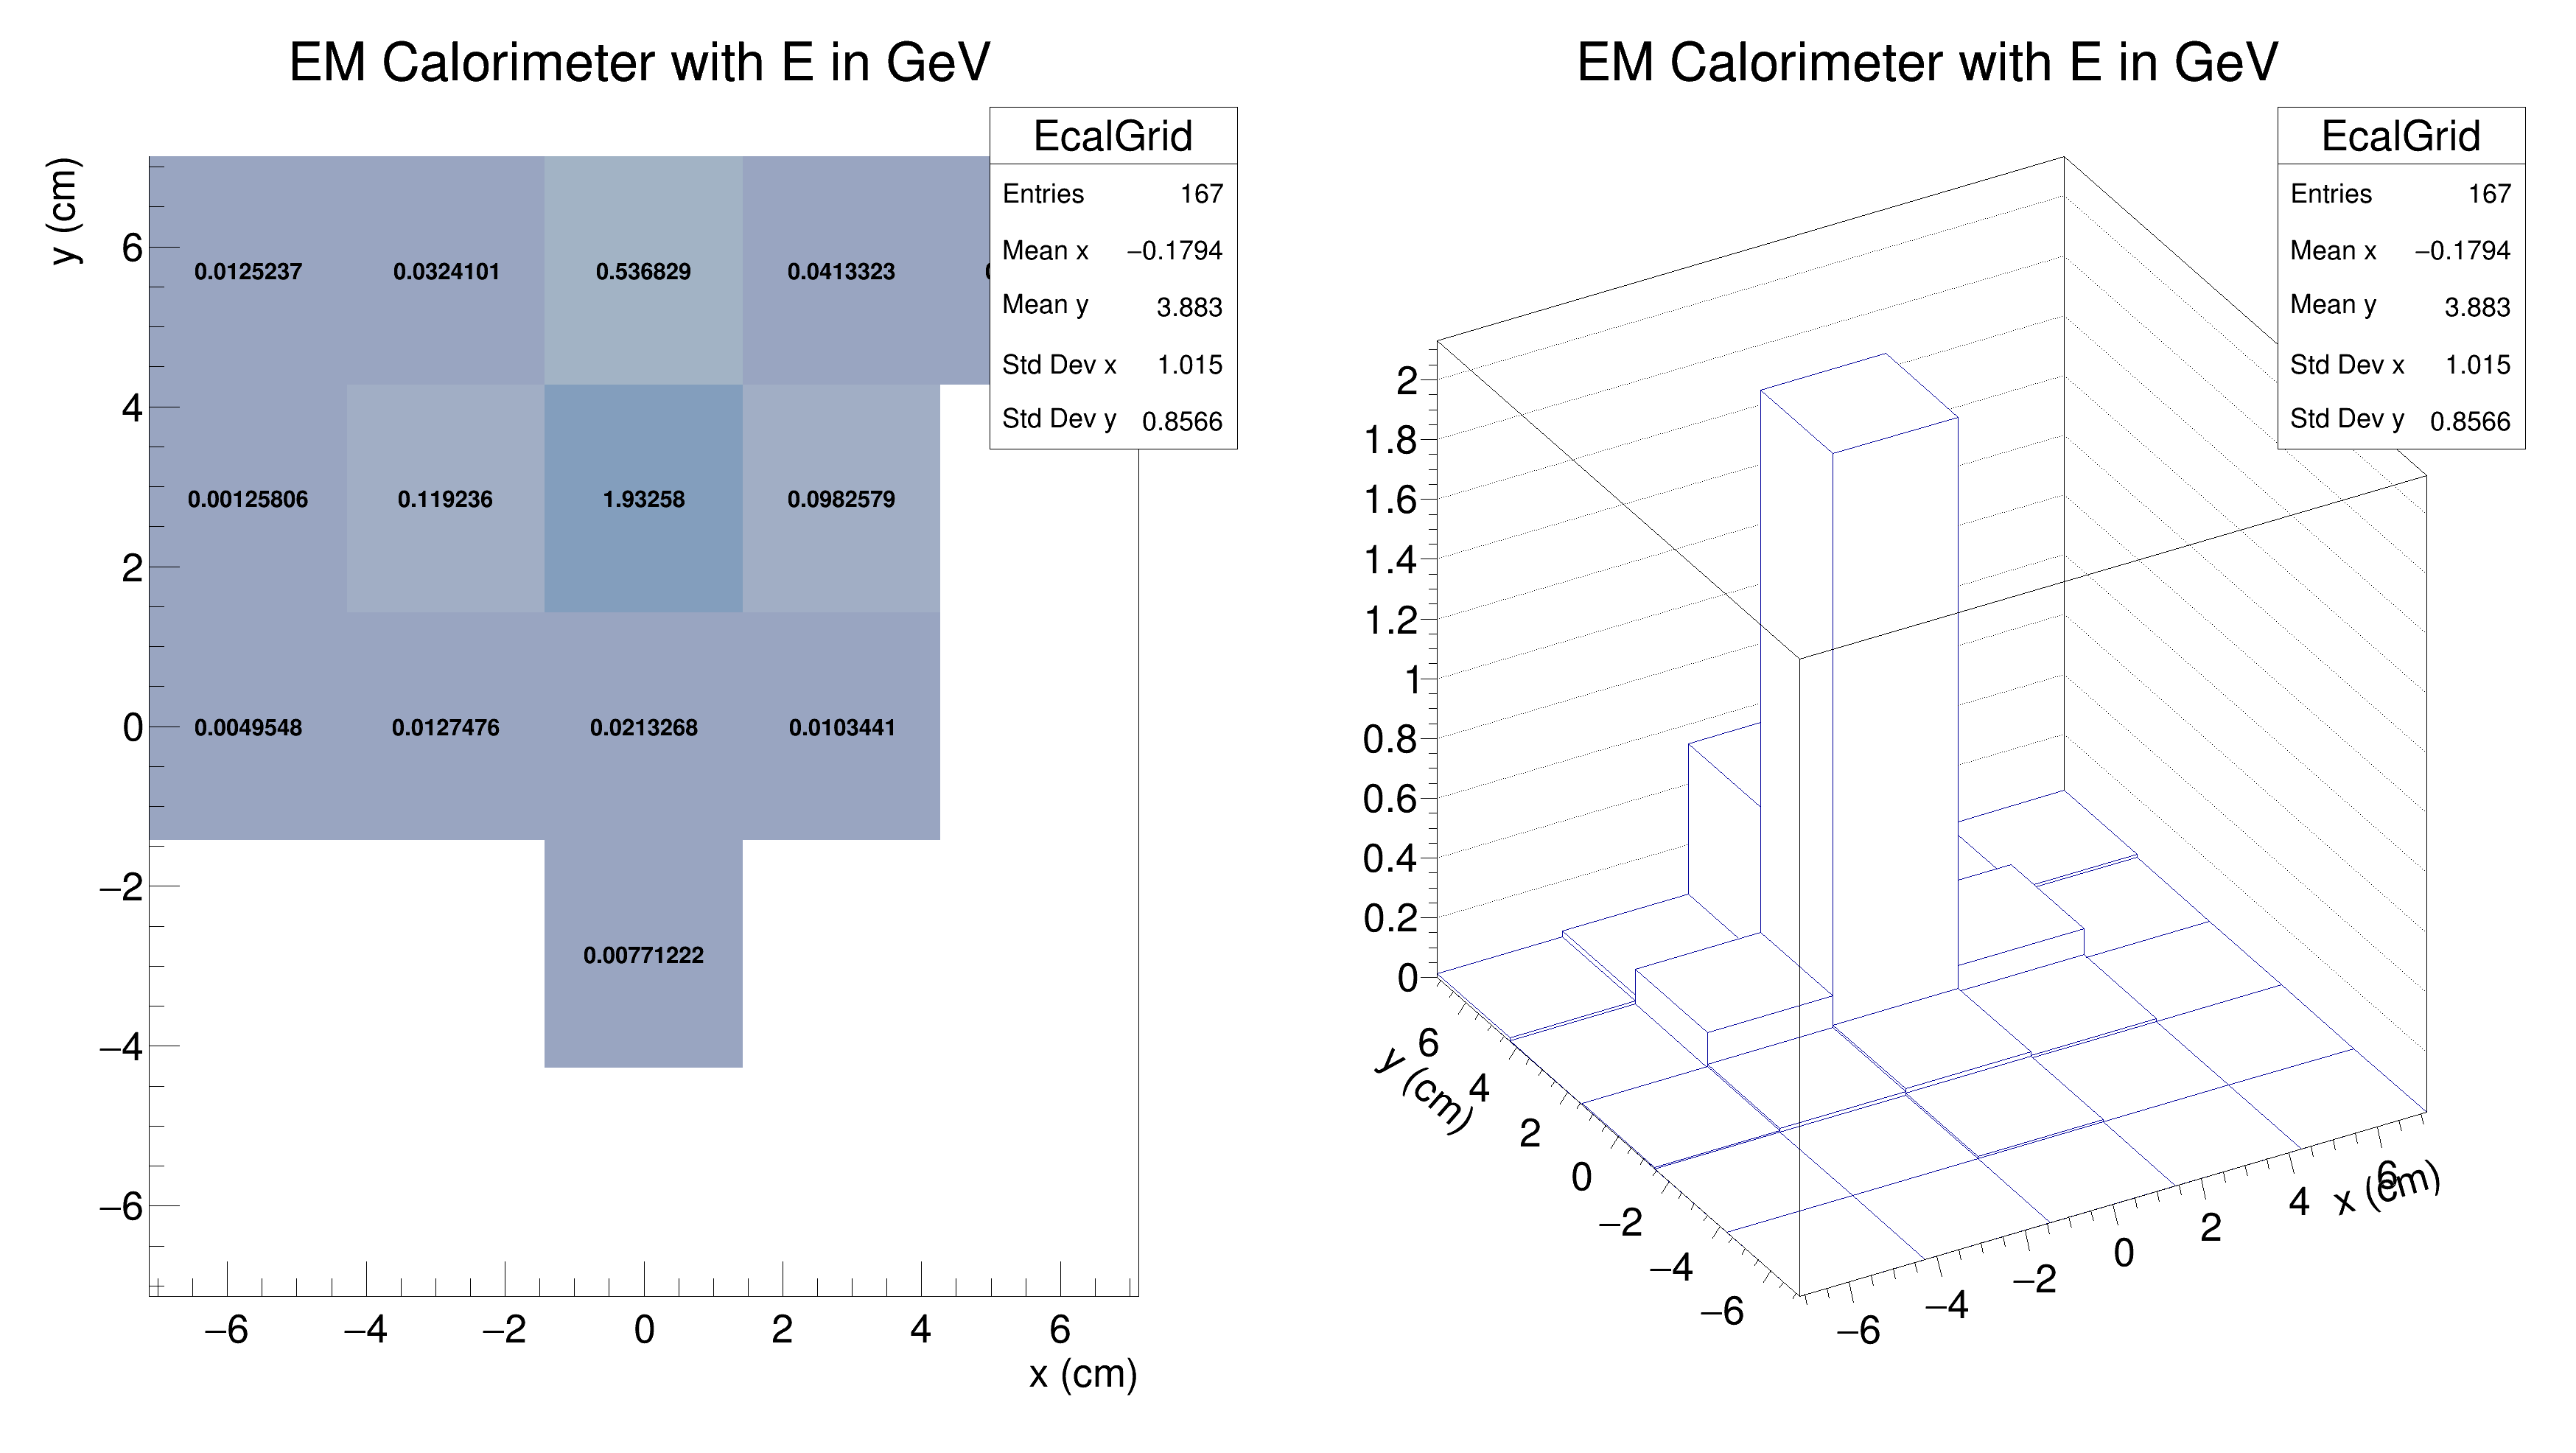 EM Calorimeter with E in GeV
EcalGrid
Entries 167
Mean x −0.1794
Mean y 3.883
Std Dev x 1.015
Std Dev y 0.8566
y (cm)
6
4
2
0
−2
−4
−6
0.0125237 0.0324101 0.536829 0.0413323
0.00125806 0.119236 1.93258 0.0982579
0.0049548 0.0127476 0.0213268 0.0103441
0.00771222
−6 −4 −2 0 2 4 6
x (cm)
EM Calorimeter with E in GeV
EcalGrid
Entries 167
Mean x −0.1794
Mean y 3.883
Std Dev x 1.015
Std Dev y 0.8566
2
1.8
1.6
1.4
1.2
1
0.8
0.6
0.4
0.2
0
6
4
2
0
−2
−4
−6
y (cm)
−6 −4 −2 0 2 4 6
x (cm)